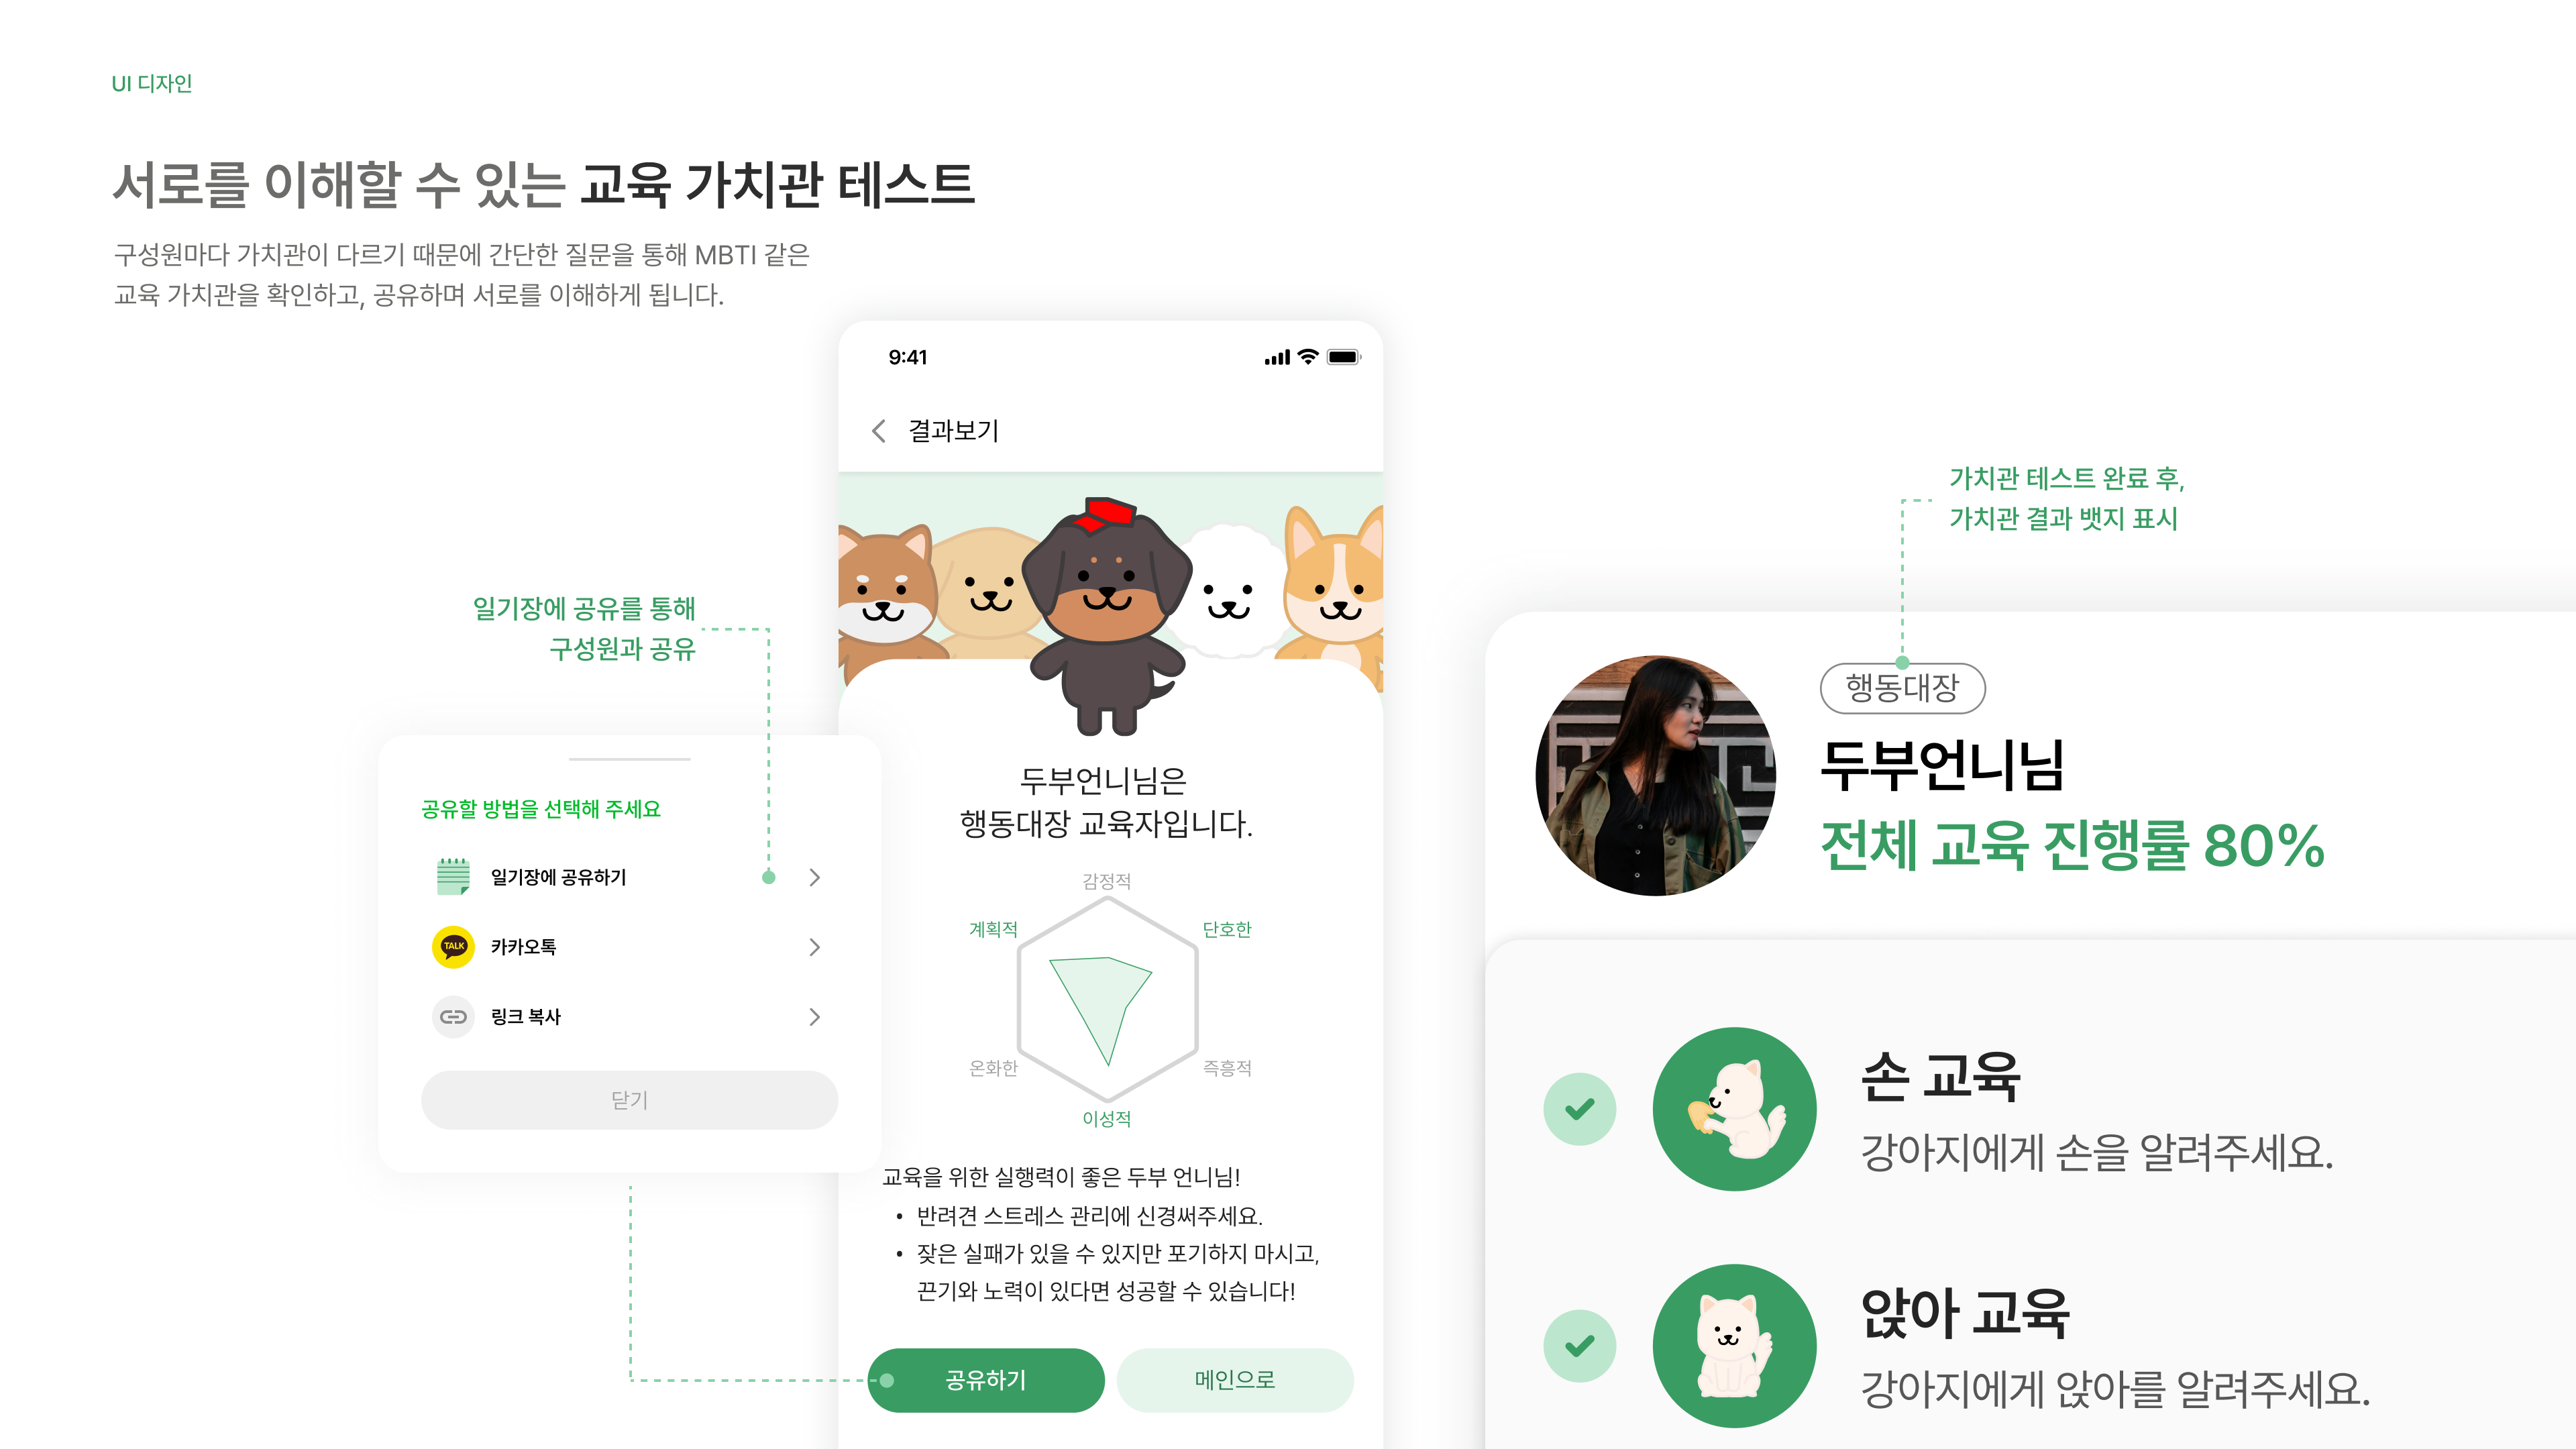 UI 디자인
서로를 이해할 수 있는 교육 가치관 테스트
구성원마다 가치관이 다르기 때문에 간단한 질문을 통해 MBTI 같은
교육 가치관을 확인하고, 공유하며 서로를 이해하게 됩니다.
일기장에 공유를 통해
구성원과 공유
공유할 방법을 선택해 주세요
일기장에 공유하기
TALK
카카오톡
링크 복사
닫기
9:41
결과보기
두부언니님은
행동대장 교육자입니다.
감정적
계획적
단호한
온화한
즉흥적
이성적
교육을 위한 실행력이 좋은 두부 언니님!
• 반려견 스트레스 관리에 신경써주세요.
• 잦은 실패가 있을 수 있지만 포기하지 마시고,
끈기와 노력이 있다면 성공할 수 있습니다!
공유하기
메인으로
가치관 테스트 완료 후,
가치관 결과 뱃지 표시
행동대장
두부언니님
전체 교육 진행률 80%
손 교육
강아지에게 손을 알려주세요.
앉아 교육
강아지에게 앉아를 알려주세요.